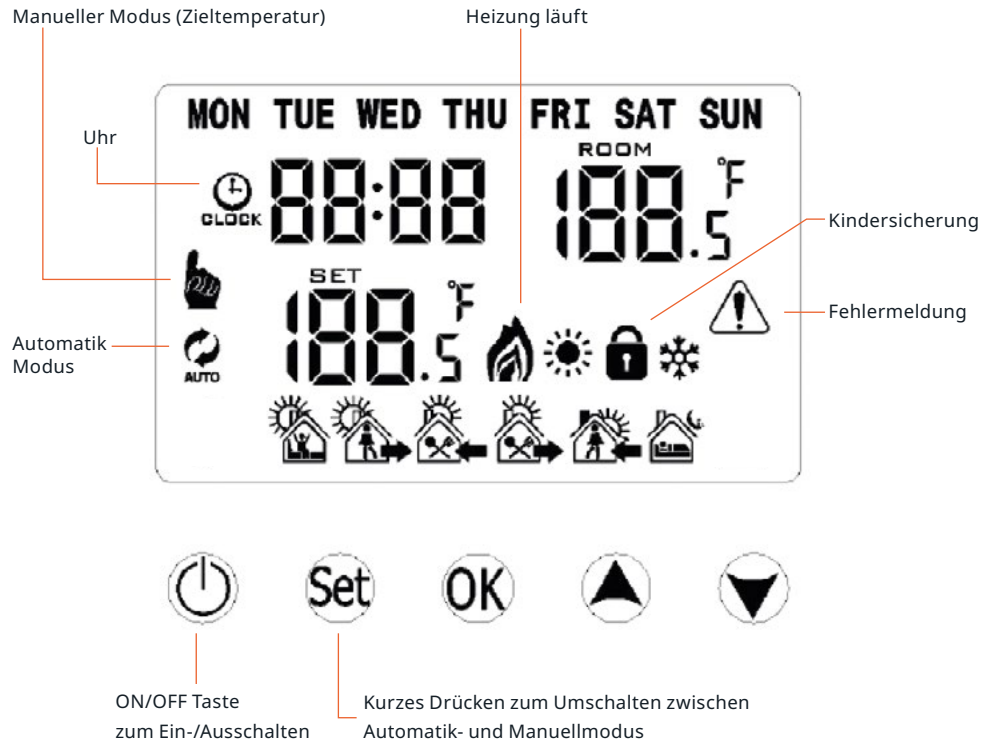 Manueller Modus (Zieltemperatur)
Heizung läuft
MON TUE WED THU FRI SAT SUN
Uhr
ROOM
CLOCK
88:88
188.5 °F
Kindersicherung
SET
188.5 °F
Fehlermeldung
Automatik
Modus
AUTO
Set
OK
ON/OFF Taste
zum Ein-/Ausschalten
Kurzes Drücken zum Umschalten zwischen
Automatik- und Manuellmodus